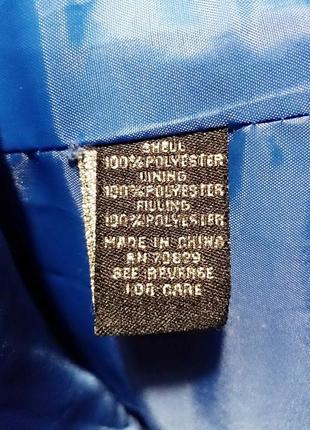 SHELL
100%POLYESTER
LINING
100%POLYESTER
FILLING
100%POLYESTER
MADE IN CHINA
RN 70829
SEE REVERSE
FOR CARE